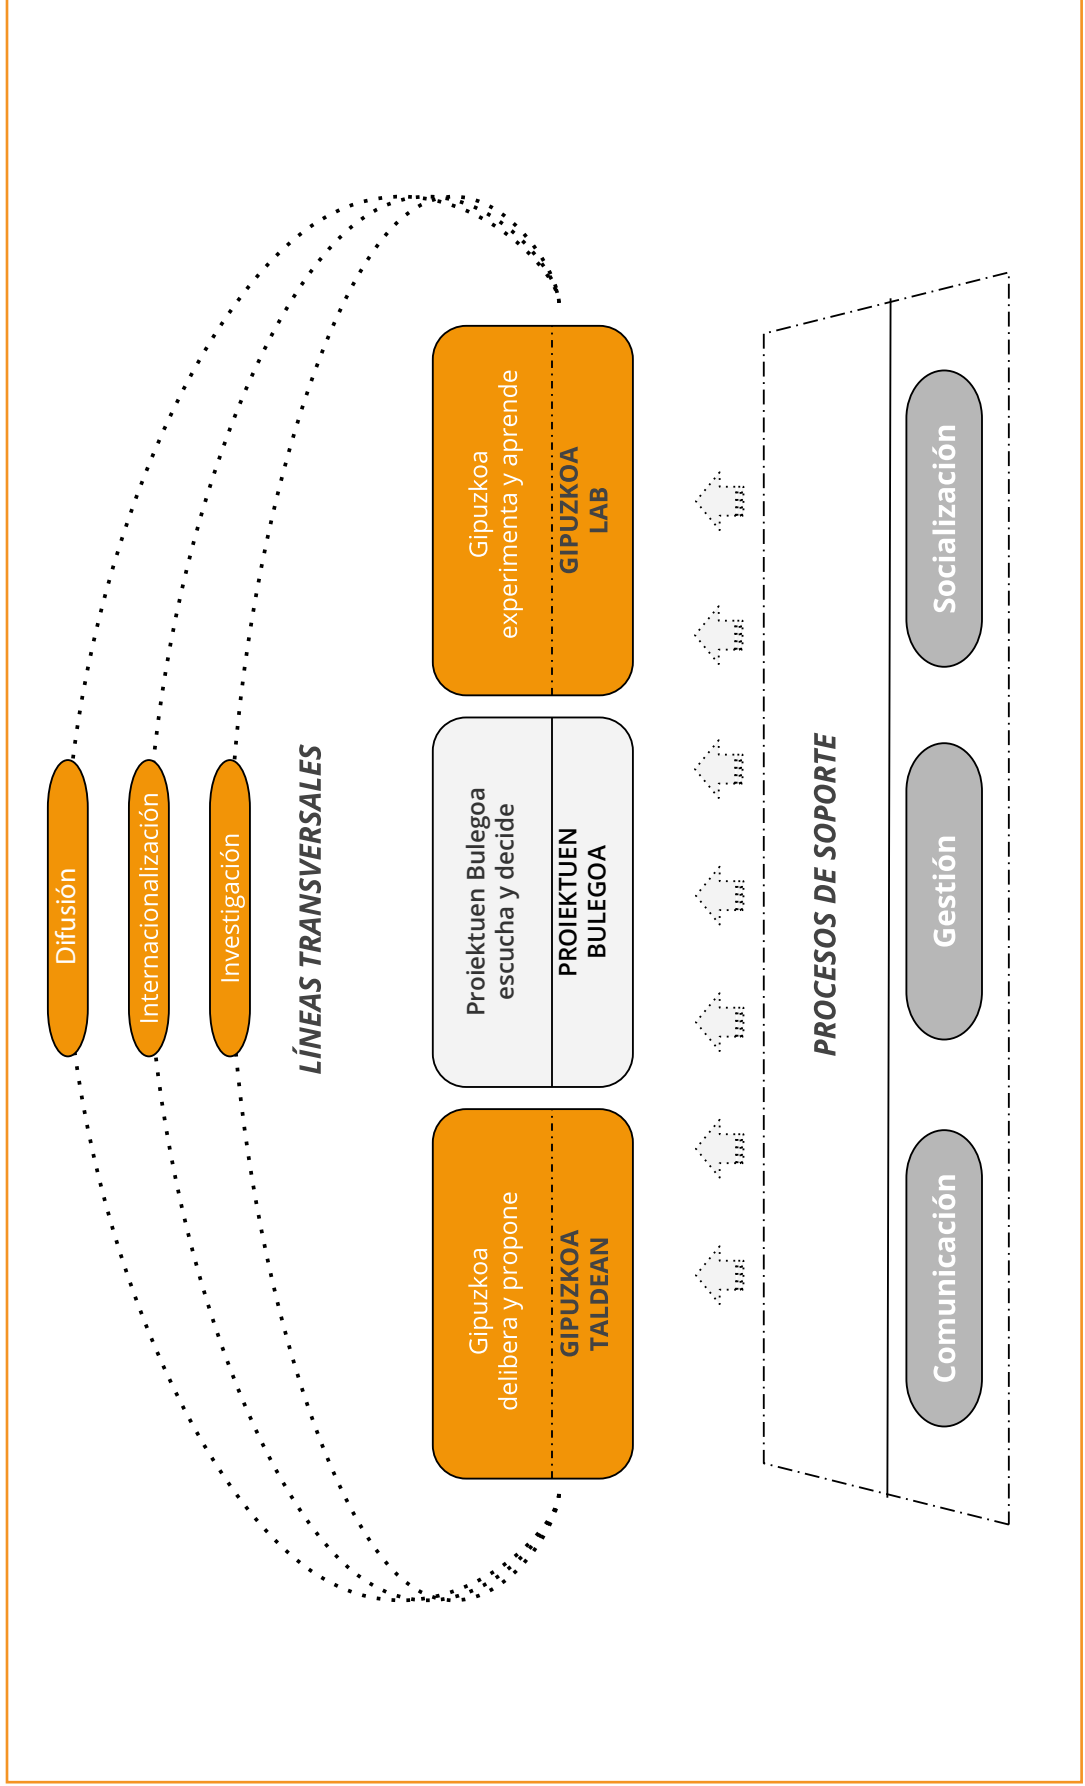 Difusión
Internacionalización
Investigación
LÍNEAS TRANSVERSALES
Gipuzkoa
delibera y propone
GIPUZKOA
TALDEAN
Proiektuen Bulegoa
escucha y decide
PROIEKTUEN
BULEGOA
Gipuzkoa
experimenta y aprende
GIPUZKOA
LAB
PROCESOS DE SOPORTE
Comunicación
Gestión
Socialización